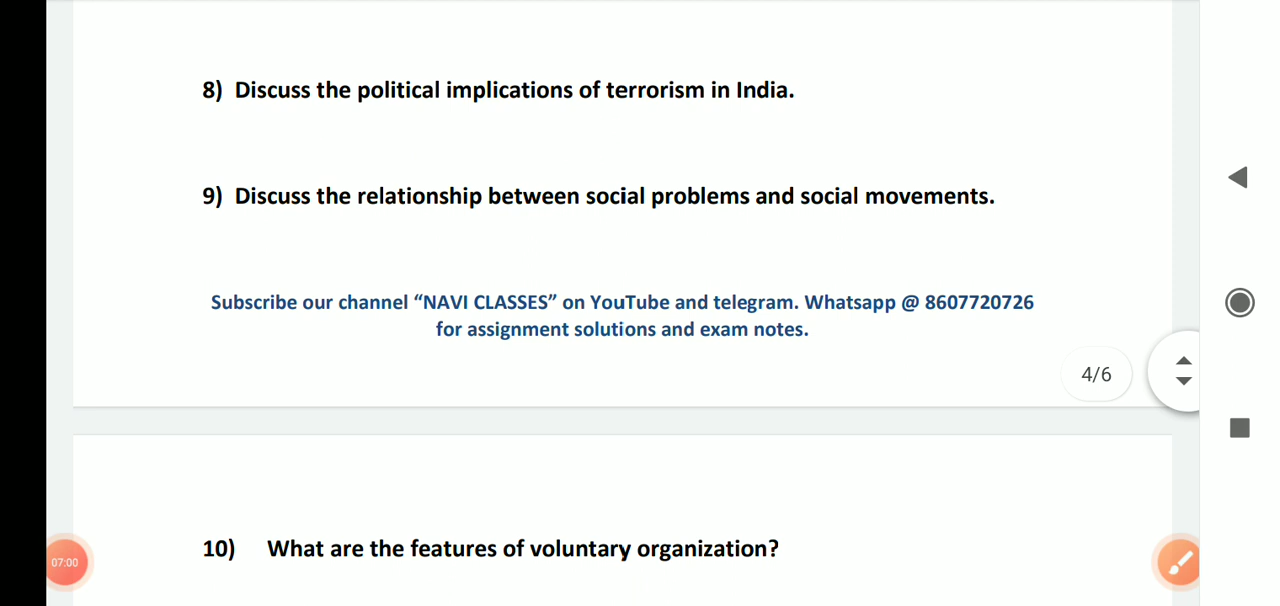 8) Discuss the political implications of terrorism in India.
9) Discuss the relationship between social problems and social movements.
Subscribe our channel “NAVI CLASSES” on YouTube and telegram. Whatsapp @ 8607720726
for assignment solutions and exam notes.
4/6
10) What are the features of voluntary organization?
07:00